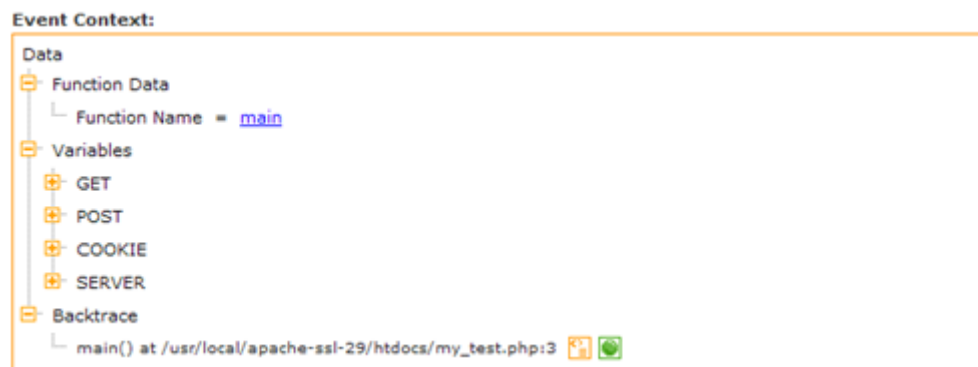 Event Context:
Data
Function Data
Function Name = main
Variables
GET
POST
COOKIE
SERVER
Backtrace
main() at /usr/local/apache-ssl-29/htdocs/my_test.php:3